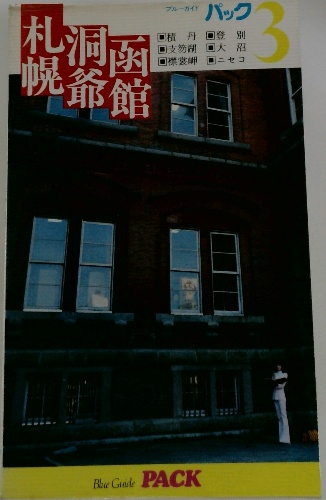 ブルーガイド パック 3
札幌
洞爺
函館
■積丹 ■登別
■支笏湖 ■大沼
■襟裳岬 ■ニセコ
Blue Guide PACK